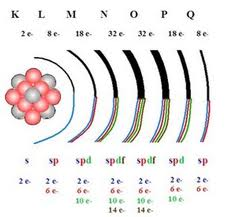 K L M N O P Q
2 e- 8 e- 18 e- 32 e- 32 e- 18 e- 8 e-
s sp spd spdf spdf spd sp
2 e- 2 e- 2 e- 2 e- 2 e- 2 e- 2 e-
6 e- 6 e- 6 e- 6 e- 6 e- 6 e-
10 e- 10 e- 10 e- 10 e-
14 e- 14 e-